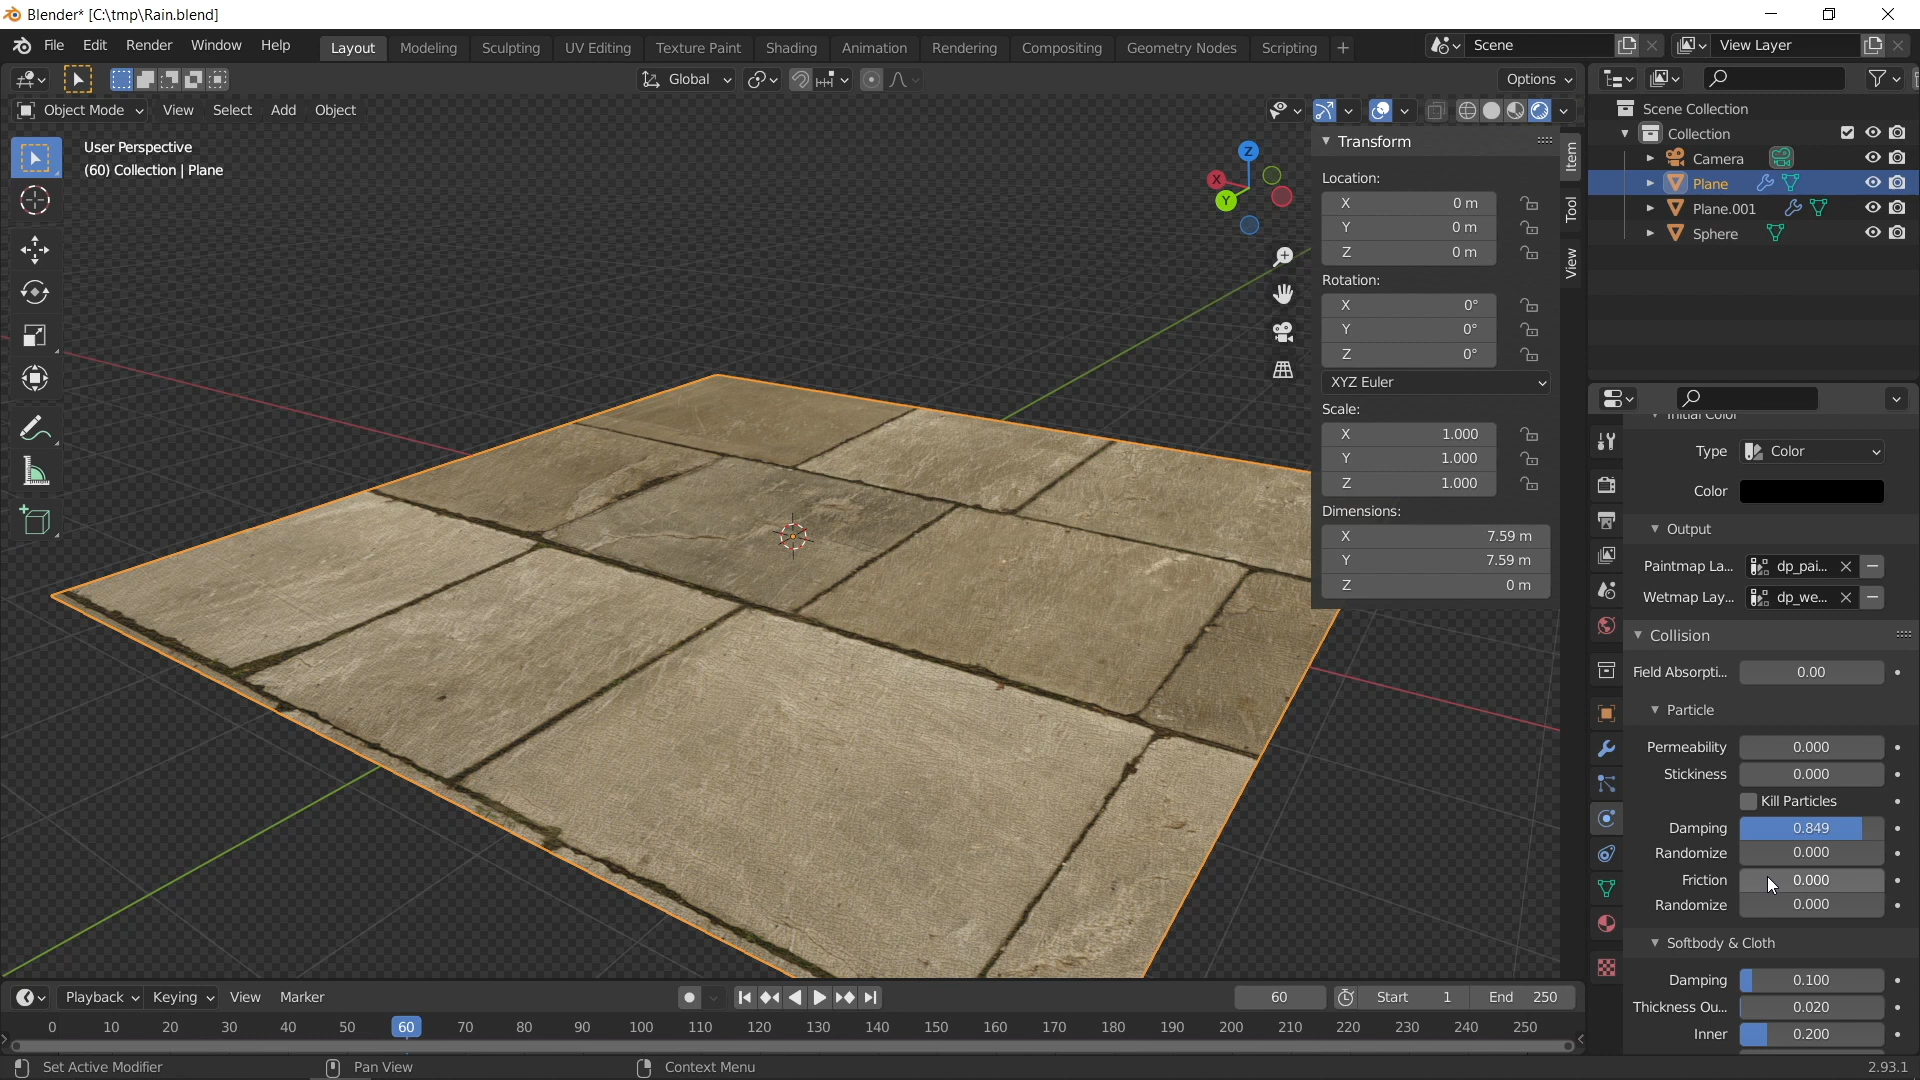 Blender* [C:\tmp\Rain.blend]
File Edit Render Window Help
Layout Modeling Sculpting UV Editing Texture Paint Shading Animation Rendering Compositing Geometry Nodes Scripting +
Scene
View Layer
Global
Options
Object Mode View Select Add Object
User Perspective
(60) Collection | Plane
Z
X
Y
Transform
Location:
X 0 m
Y 0 m
Z 0 m
Rotation:
X 0°
Y 0°
Z 0°
XYZ Euler
Scale:
X 1.000
Y 1.000
Z 1.000
Dimensions:
X 7.59 m
Y 7.59 m
Z 0 m
Item
Tool
View
Scene Collection
Collection
Camera
Plane
Plane.001
Sphere
Initial Color
Type Color
Color
Output
Paintmap La... dp_pai...
Wetmap Lay... dp_we...
Collision
Field Absorpti... 0.00
Particle
Permeability 0.000
Stickiness 0.000
Kill Particles
Damping 0.849
Randomize 0.000
Friction 0.000
Randomize 0.000
Softbody & Cloth
Damping 0.100
Thickness Ou... 0.020
Inner 0.200
Playback Keying View Marker
60
Start 1
End 250
0 10 20 30 40 50 60 70 80 90 100 110 120 130 140 150 160 170 180 190 200 210 220 230 240 250
Set Active Modifier
Pan View
Context Menu
2.93.1